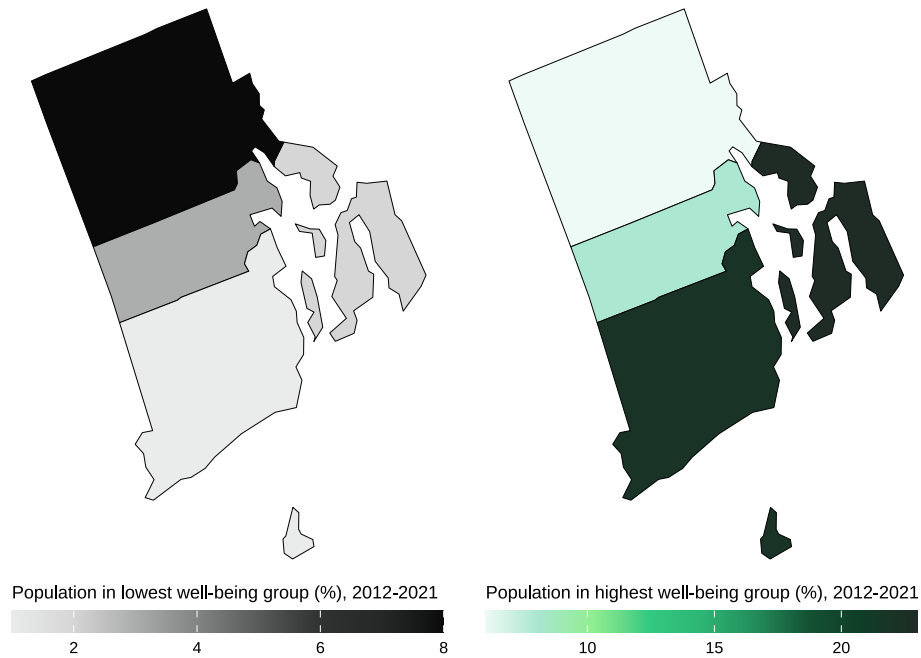 Population in lowest well-being group (%), 2012-2021
2 4 6 8
Population in highest well-being group (%), 2012-2021
10 15 20